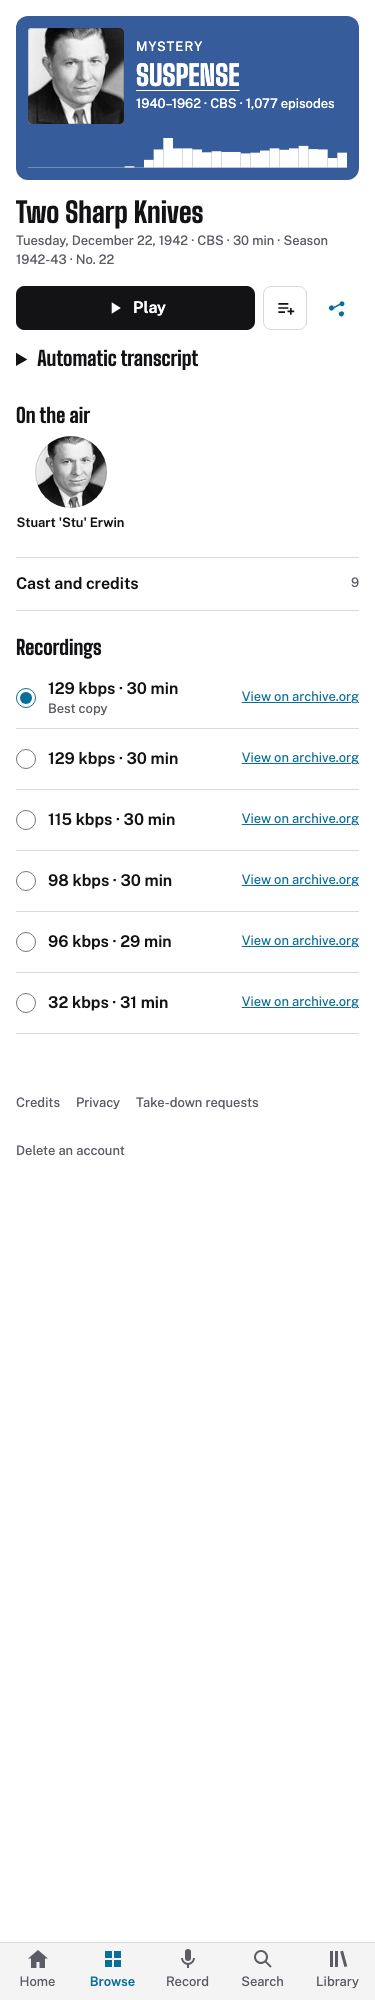 MYSTERY
SUSPENSE
1940–1962 · CBS · 1,077 episodes
Two Sharp Knives
Tuesday, December 22, 1942 · CBS · 30 min · Season
1942-43 · No. 22
Play
Automatic transcript
On the air
Stuart 'Stu' Erwin
Cast and credits 9
Recordings
129 kbps · 30 min View on archive.org
Best copy
129 kbps · 30 min View on archive.org
115 kbps · 30 min View on archive.org
98 kbps · 30 min View on archive.org
96 kbps · 29 min View on archive.org
32 kbps · 31 min View on archive.org
Credits Privacy Take-down requests
Delete an account
Home Browse Record Search Library